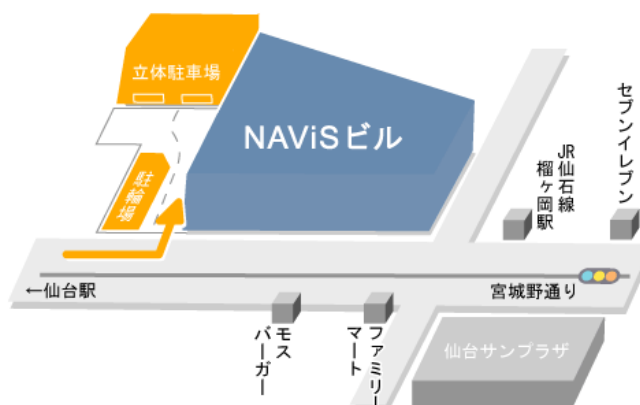 立体駐車場
NAViSビル
駐輪場
セブンイレブン
JR仙石線
榴ヶ岡駅
←仙台駅
宮城野通り
モス
バーガー
ファミリー
マート
仙台サンプラザ